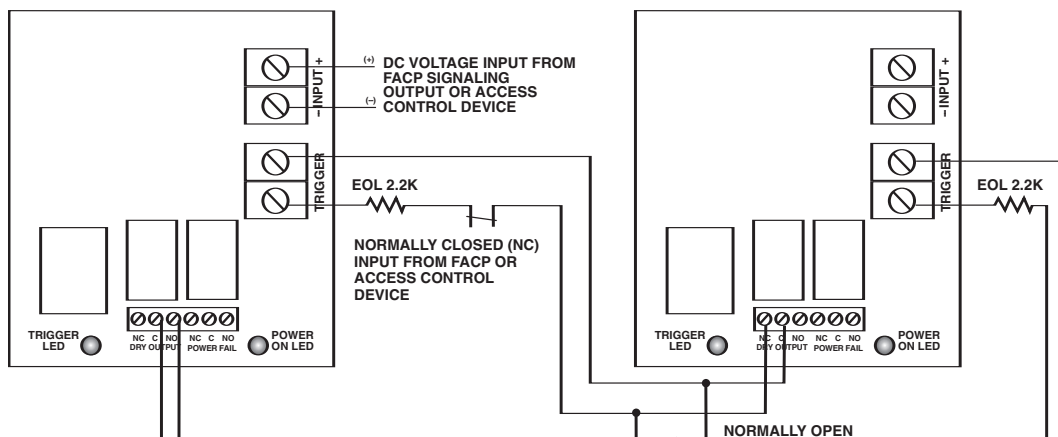 (+) DC VOLTAGE INPUT FROM
FACP SIGNALING
OUTPUT OR ACCESS
(–) CONTROL DEVICE
– INPUT +
TRIGGER
EOL 2.2K
NORMALLY CLOSED (NC)
INPUT FROM FACP OR
ACCESS CONTROL
DEVICE
TRIGGER
LED
NC C NO NC C NO
DRY OUTPUT POWER FAIL
POWER
ON LED
– INPUT +
TRIGGER
EOL 2.2K
TRIGGER
LED
NC C NO NC C NO
DRY OUTPUT POWER FAIL
POWER
ON LED
NORMALLY OPEN